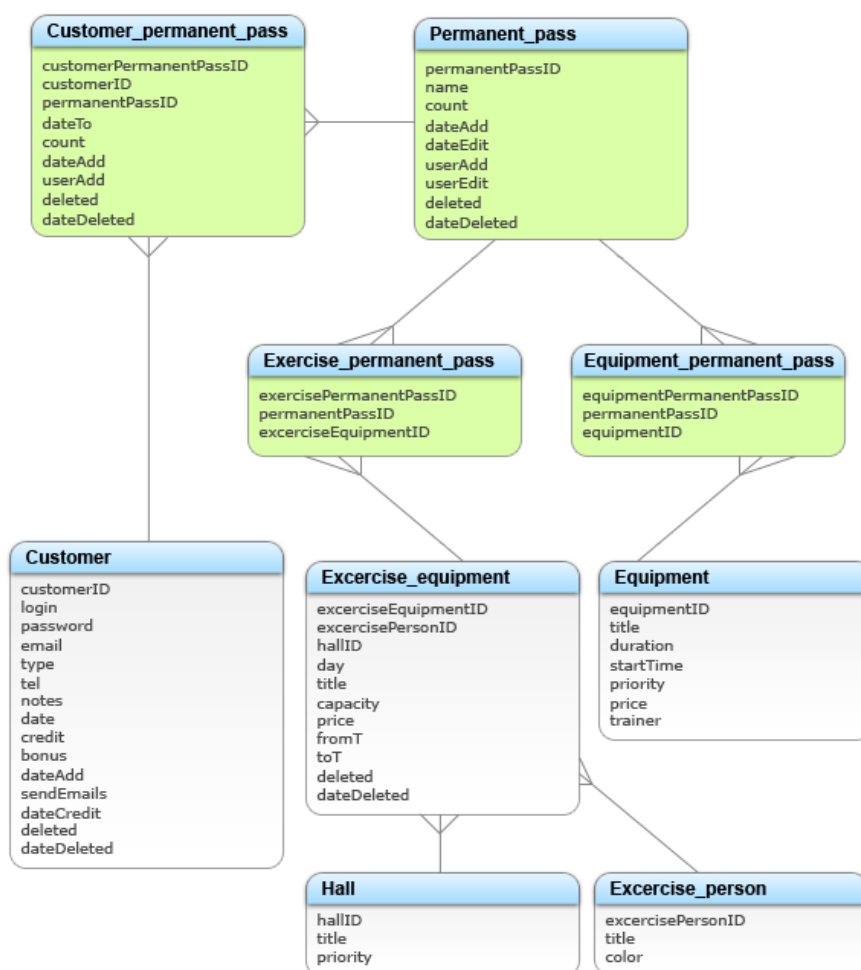 Customer_permanent_pass
customerPermanentPassID
customerID
permanentPassID
dateTo
count
dateAdd
userAdd
deleted
dateDeleted
Permanent_pass
permanentPassID
name
count
dateAdd
dateEdit
userAdd
userEdit
deleted
dateDeleted
Exercise_permanent_pass
exercisePermanentPassID
permanentPassID
excerciseEquipmentID
Equipment_permanent_pass
equipmentPermanentPassID
permanentPassID
equipmentID
Customer
customerID
login
password
email
type
tel
notes
date
credit
bonus
dateAdd
sendEmails
dateCredit
deleted
dateDeleted
Excercise_equipment
excerciseEquipmentID
excercisePersonID
hallID
day
title
capacity
price
fromT
toT
deleted
dateDeleted
Equipment
equipmentID
title
duration
startTime
priority
price
trainer
Hall
hallID
title
priority
Excercise_person
excercisePersonID
title
color